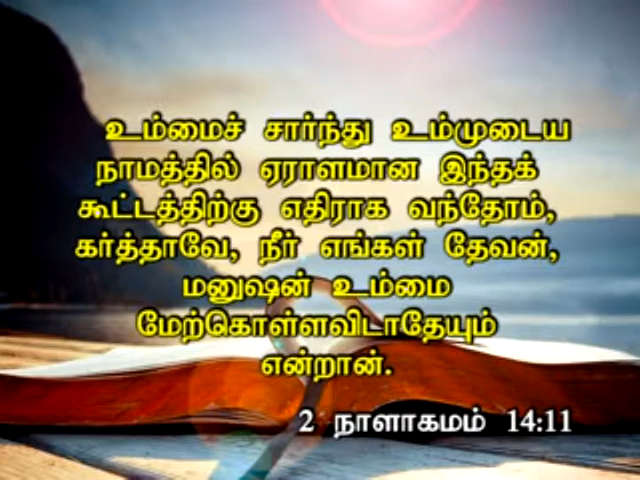 உம்மைச் சார்ந்து உம்முடைய
நாமத்தில் ஏராளமான இந்தக்
கூட்டத்திற்கு எதிராக வந்தோம்,
கர்த்தாவே, நீர் எங்கள் தேவன்,
மனுஷன் உம்மை
மேற்கொள்ளவிடாதேயும்
என்றான்.
2 நாளாகமம் 14:11